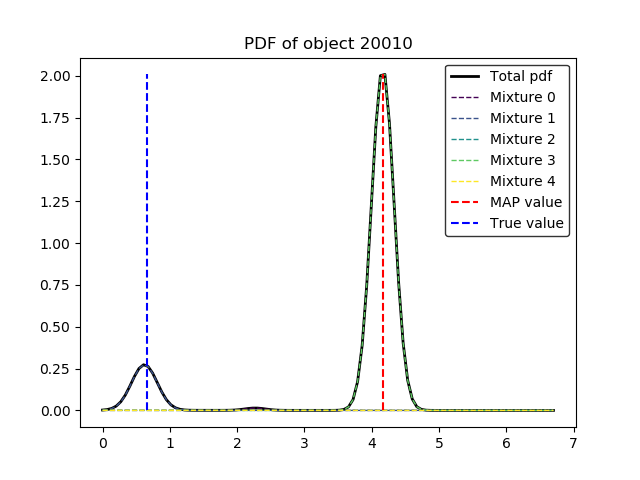 PDF of object 20010
2.00
1.75
1.50
1.25
1.00
0.75
0.50
0.25
0.00
0 1 2 3 4 5 6 7
Total pdf
Mixture 0
Mixture 1
Mixture 2
Mixture 3
Mixture 4
MAP value
True value